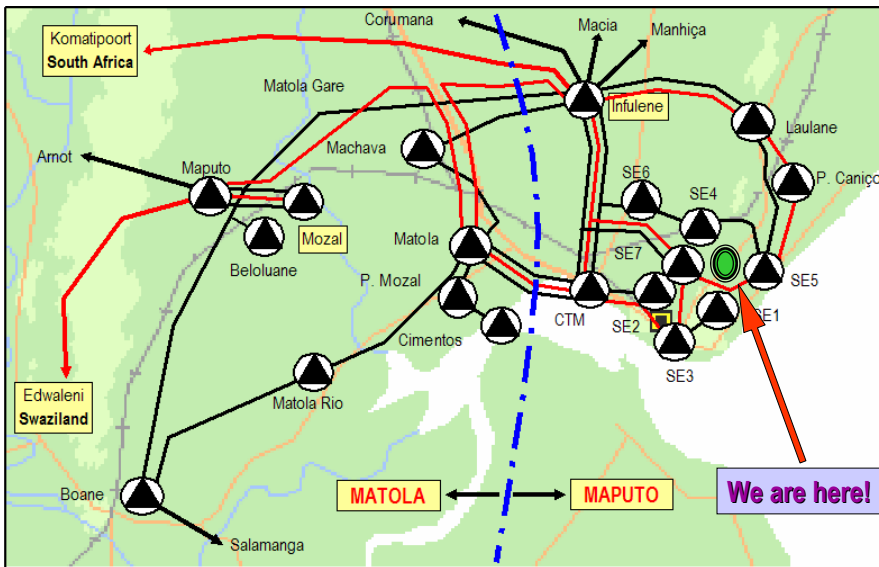 Corumana
Macia
Manhiça
Komatipoort
South Africa
Matola Gare
Infulene
Laulane
Machava
Arnot
Maputo
SE6
SE4
P. Caniço
Mozal
Matola
SE7
Beloluane
P. Mozal
SE5
CTM
SE1
SE2
Cimentos
SE3
Edwaleni
Swaziland
Matola Rio
Boane
MATOLA
MAPUTO
We are here!
Salamanga